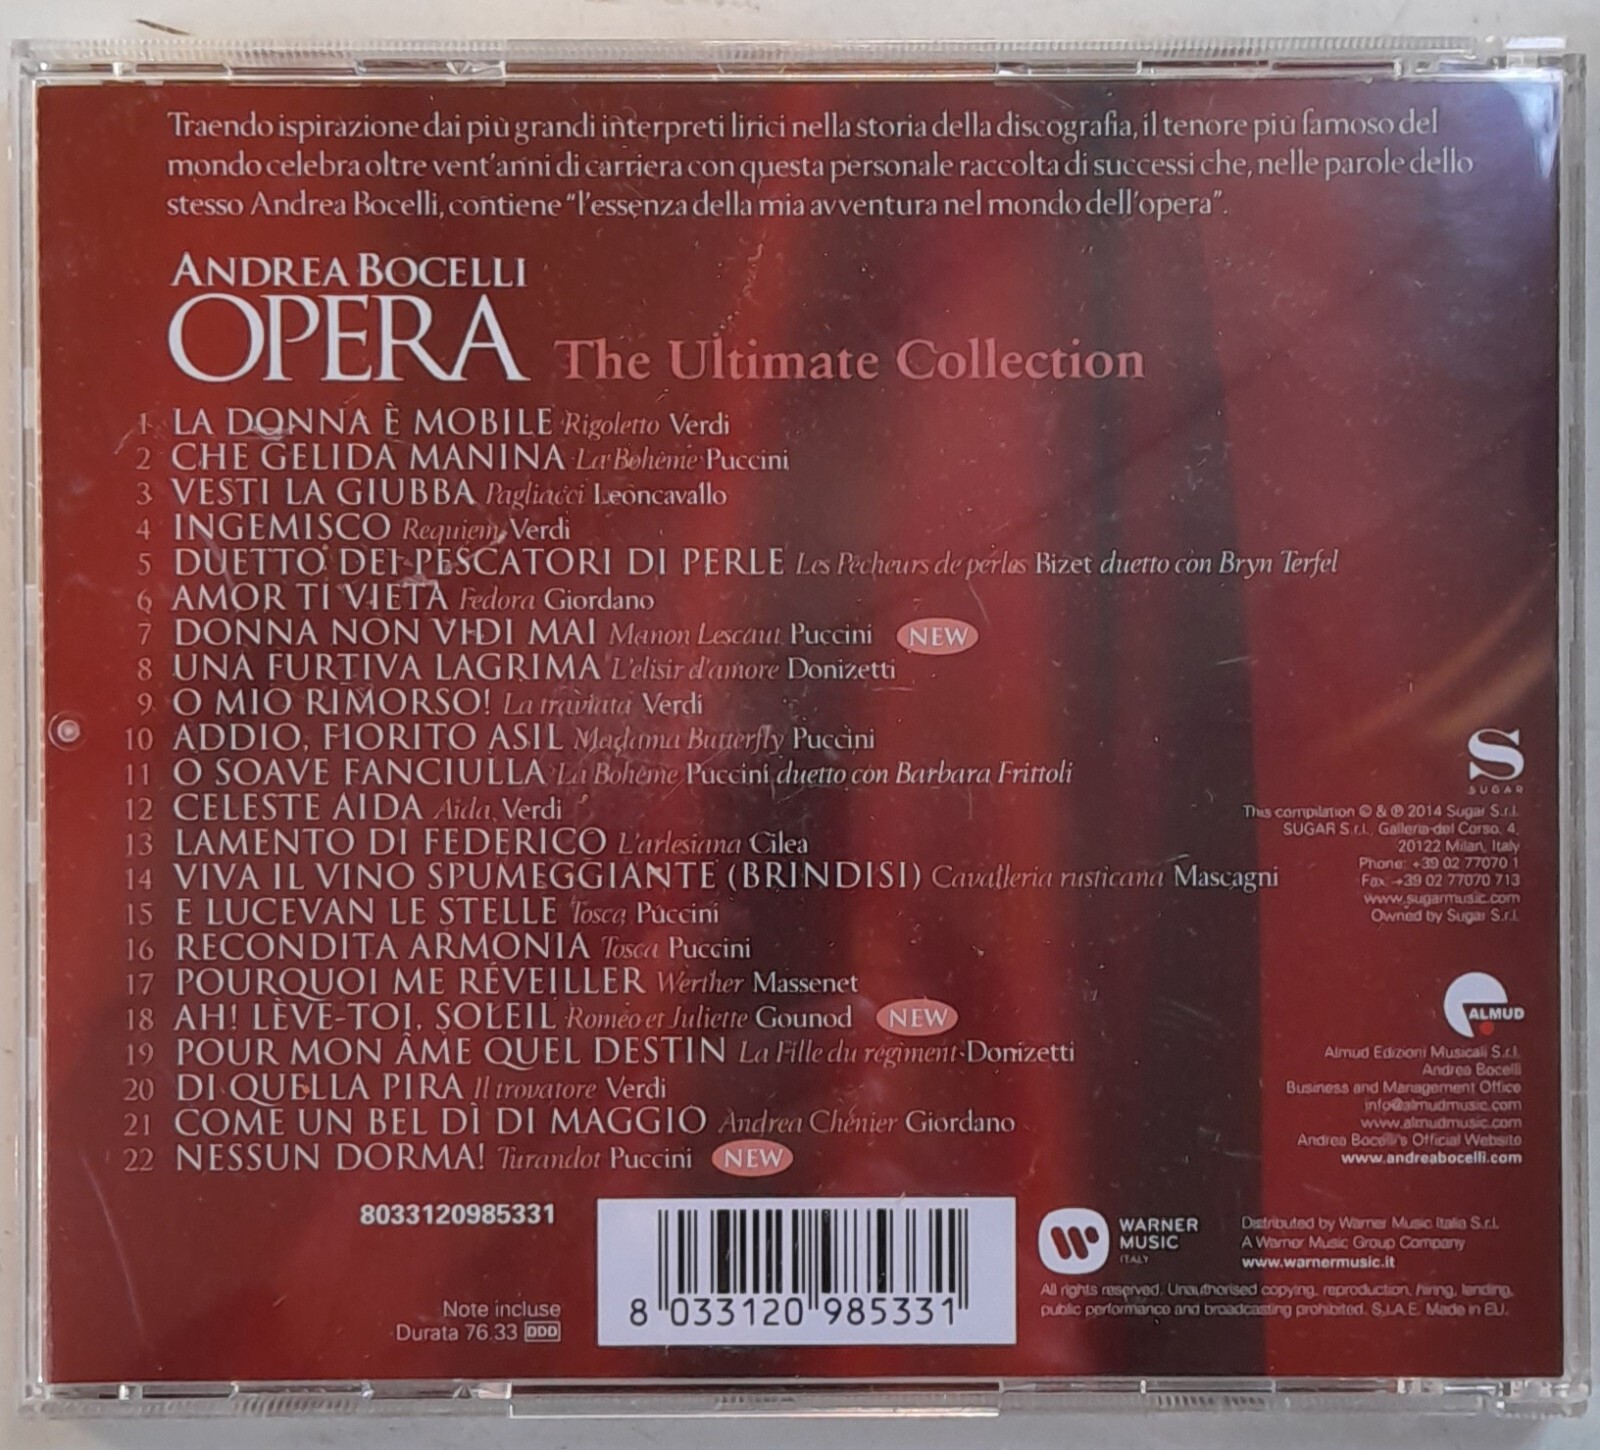 Traendo ispirazione dai più grandi interpreti lirici nella storia della discografia, il tenore più famoso del
mondo celebra oltre vent'anni di carriera con questa personale raccolta di successi che, nelle parole dello
stesso Andrea Bocelli, contiene "l'essenza della mia avventura nel mondo dell'opera".
ANDREA BOCELLI
OPERA The Ultimate Collection
1 LA DONNA È MOBILE Rigoletto Verdi
2 CHE GELIDA MANINA La Bohème Puccini
3 VESTI LA GIUBBA Pagliacci Leoncavallo
4 INGEMISCO Requiem Verdi
5 DUETTO DEI PESCATORI DI PERLE Les Pêcheurs de perles Bizet duetto con Bryn Terfel
6 AMOR TI VIETA Fedora Giordano
7 DONNA NON VIDI MAI Manon Lescaut Puccini NEW
8 UNA FURTIVA LAGRIMA L'elisir d'amore Donizetti
9 O MIO RIMORSO! La traviata Verdi
10 ADDIO, FIORITO ASIL Madama Butterfly Puccini
11 O SOAVE FANCIULLA La Bohème Puccini duetto con Barbara Frittoli
12 CELESTE AIDA Aida Verdi
13 LAMENTO DI FEDERICO L'arlesiana Cilea
14 VIVA IL VINO SPUMEGGIANTE (BRINDISI) Cavalleria rusticana Mascagni
15 E LUCEVAN LE STELLE Tosca Puccini
16 RECONDITA ARMONIA Tosca Puccini
17 POURQUOI ME RÉVEILLER Werther Massenet
18 AH! LÈVE-TOI, SOLEIL Roméo et Juliette Gounod NEW
19 POUR MON ÂME QUEL DESTIN La Fille du régiment Donizetti
20 DI QUELLA PIRA Il trovatore Verdi
21 COME UN BEL DÌ DI MAGGIO Andrea Chénier Giordano
22 NESSUN DORMA! Turandot Puccini NEW
S
SUGAR
This compilation © & ℗ 2014 Sugar S.r.l.
SUGAR S.r.l., Galleria del Corso, 4,
20122 Milan, Italy
Phone: +39 02 77070 1
Fax +39 02 77070 713
www.sugarmusic.com
Owned by Sugar S.r.l.
ALMUD
Almud Edizioni Musicali S.r.l.
Andrea Bocelli
Business and Management Office
info@almudmusic.com
www.almudmusic.com
Andrea Bocelli's Official Website
www.andreabocelli.com
8033120985331
Note incluse
Durata 76.33 DDD
8 033120 985331
WARNER
MUSIC
ITALY
Distributed by Warner Music Italia S.r.l.
A Warner Music Group Company
www.warnermusic.it
All rights reserved. Unauthorised copying, reproduction, hiring, lending,
public performance and broadcasting prohibited. S.I.A.E. Made in EU.